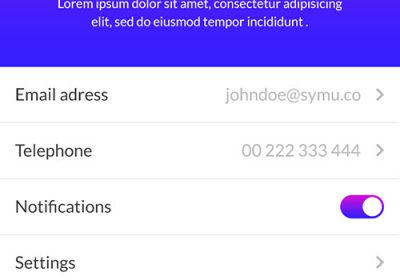 Lorem ipsum dolor sit amet, consectetur adipisicing
elit, sed do eiusmod tempor incididunt .
Email adress johndoe@symu.co
Telephone 00 222 333 444
Notifications
Settings